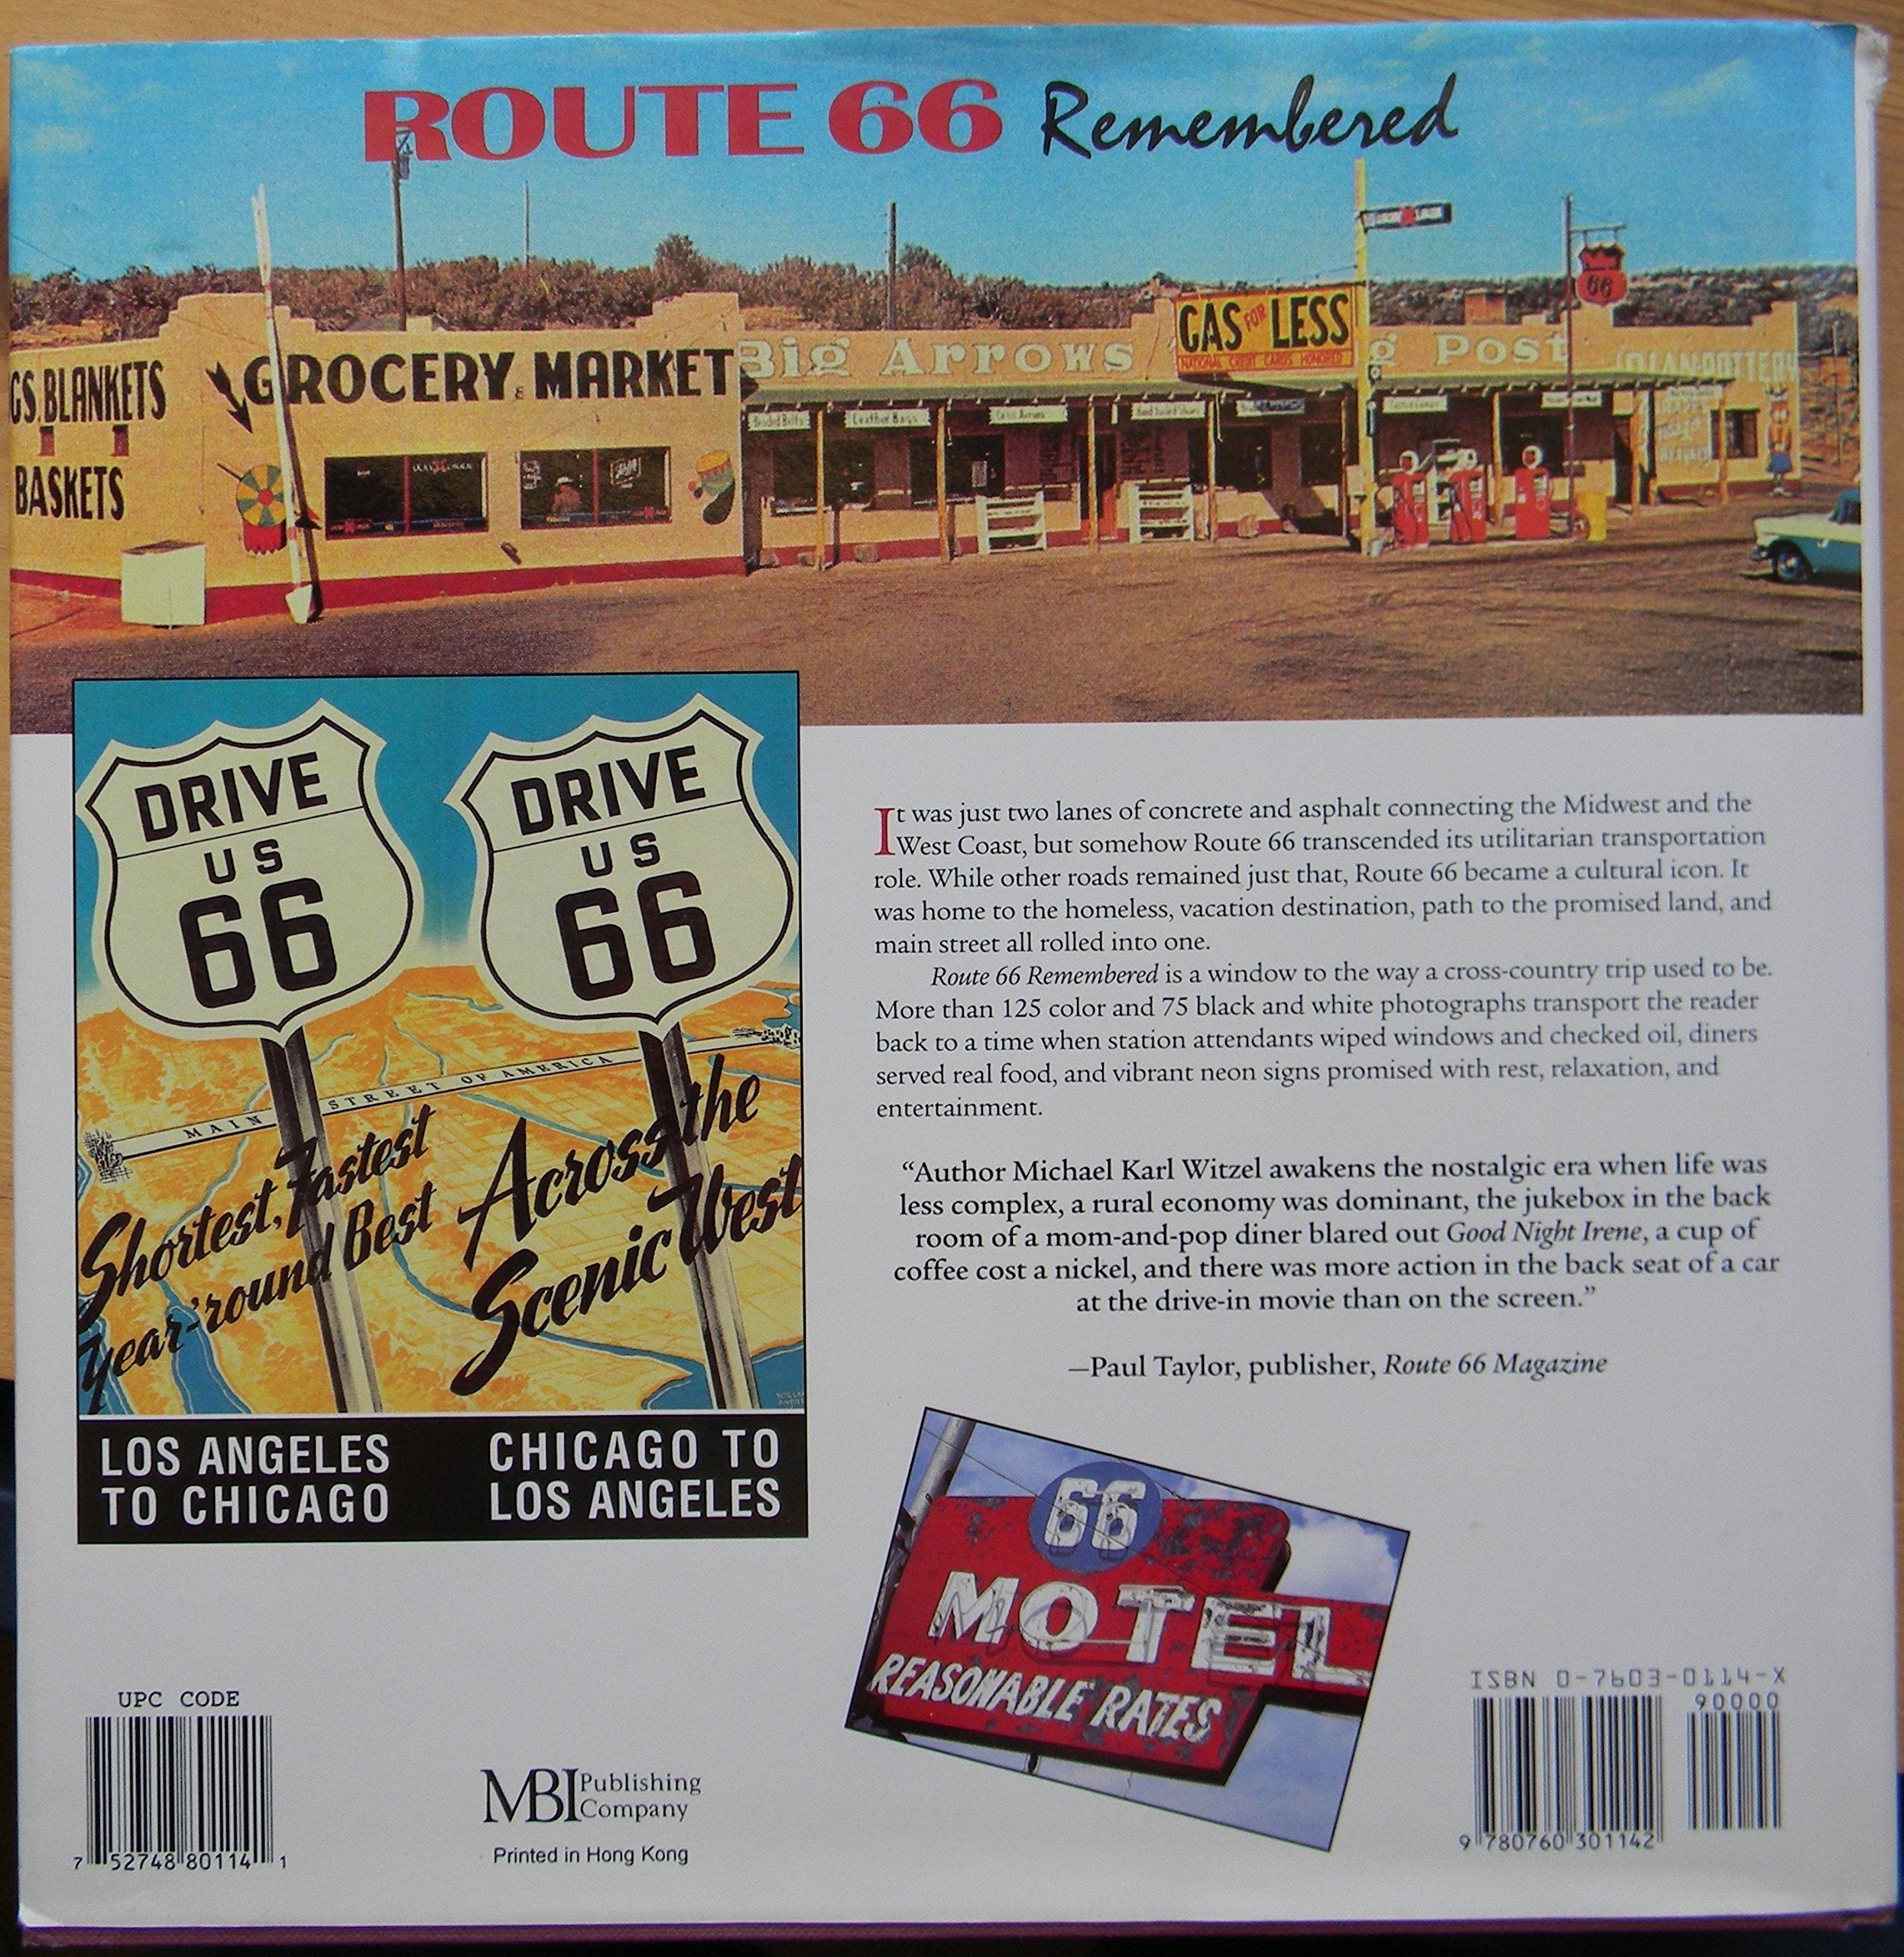 ROUTE 66 Remembered
66
GAS FOR LESS
NATIONAL CREDIT CARDS HONORED
GS. BLANKETS
GROCERY & MARKET
Big Arrows
g Post
BASKETS
Beaded Belts
Leather Bags
DRIVE
US
66
DRIVE
US
66
MAIN STREET OF AMERICA
Shortest, Fastest
year-'round Best
Across the
Scenic West
LOS ANGELES
TO CHICAGO
CHICAGO TO
LOS ANGELES
It was just two lanes of concrete and asphalt connecting the Midwest and the
West Coast, but somehow Route 66 transcended its utilitarian transportation
role. While other roads remained just that, Route 66 became a cultural icon. It
was home to the homeless, vacation destination, path to the promised land, and
main street all rolled into one.
Route 66 Remembered is a window to the way a cross-country trip used to be.
More than 125 color and 75 black and white photographs transport the reader
back to a time when station attendants wiped windows and checked oil, diners
served real food, and vibrant neon signs promised with rest, relaxation, and
entertainment.
“Author Michael Karl Witzel awakens the nostalgic era when life was
less complex, a rural economy was dominant, the jukebox in the back
room of a mom-and-pop diner blared out Good Night Irene, a cup of
coffee cost a nickel, and there was more action in the back seat of a car
at the drive-in movie than on the screen.”
—Paul Taylor, publisher, Route 66 Magazine
66
MOTEL
REASONABLE RATES
UPC CODE
7 52748 80114 1
MBI Publishing
Company
Printed in Hong Kong
ISBN 0-7603-0114-X
90000
9 780760 301142